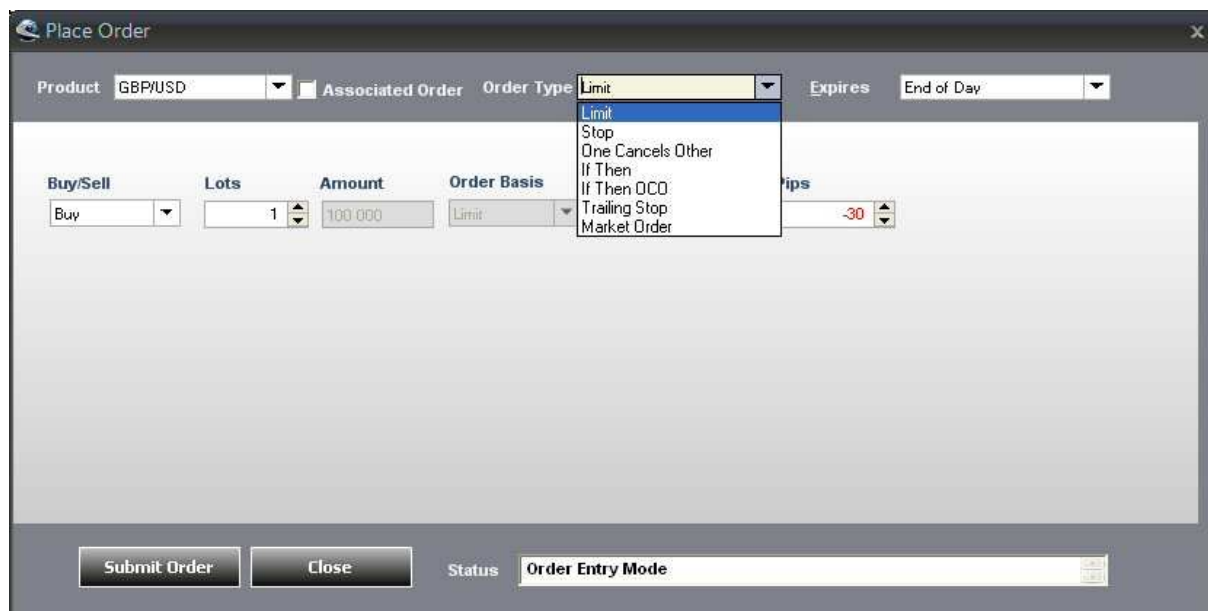 Place Order
Product GBP/USD Associated Order Order Type Limit Expires End of Day
Limit
Stop
One Cancels Other
If Then
If Then OCO
Trailing Stop
Market Order
Buy/Sell Lots Amount Order Basis
Buy 1 100 000 Limit -30
Submit Order Close Status Order Entry Mode